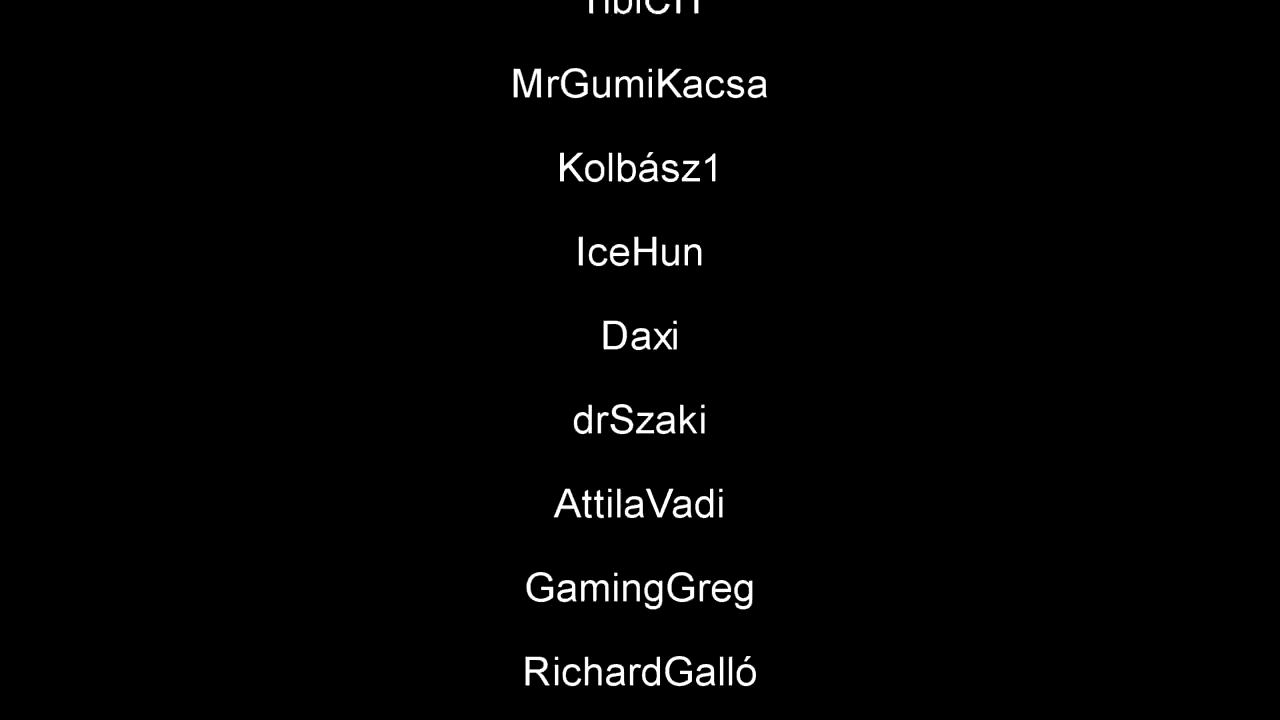 MrGumiKacsa
Kolbász1
IceHun
Daxi
drSzaki
AttilaVadi
GamingGreg
RichardGalló